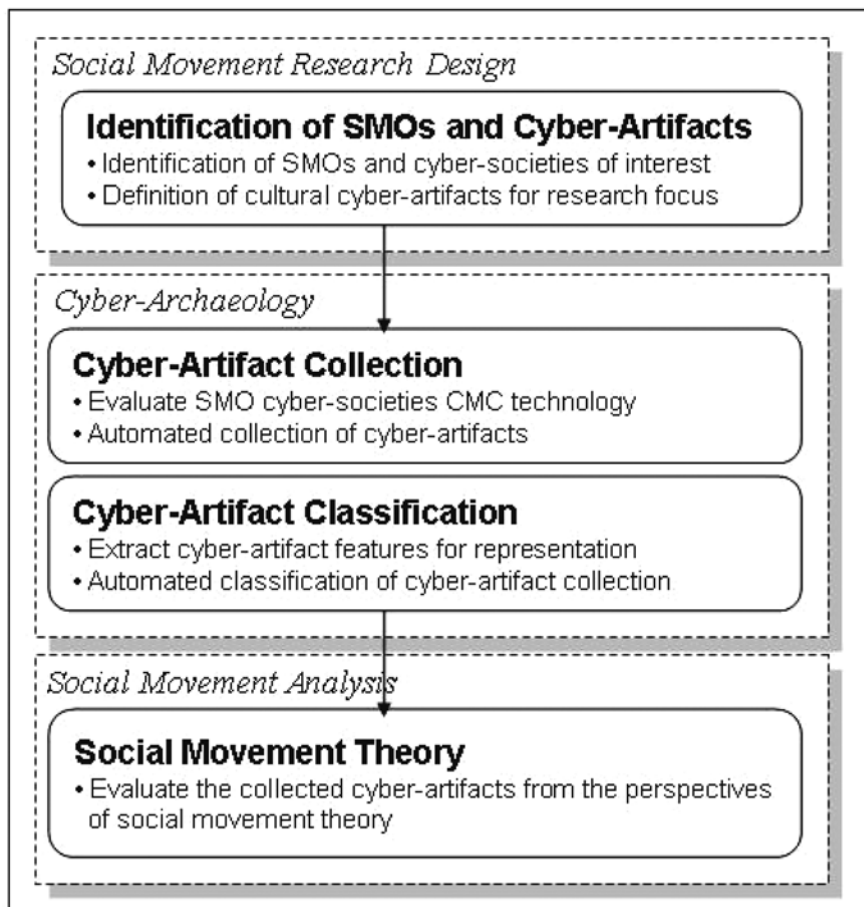 Social Movement Research Design
Identification of SMOs and Cyber-Artifacts
• Identification of SMOs and cyber-societies of interest
• Definition of cultural cyber-artifacts for research focus
Cyber-Archaeology
Cyber-Artifact Collection
• Evaluate SMO cyber-societies CMC technology
• Automated collection of cyber-artifacts
Cyber-Artifact Classification
• Extract cyber-artifact features for representation
• Automated classification of cyber-artifact collection
Social Movement Analysis
Social Movement Theory
• Evaluate the collected cyber-artifacts from the perspectives
of social movement theory